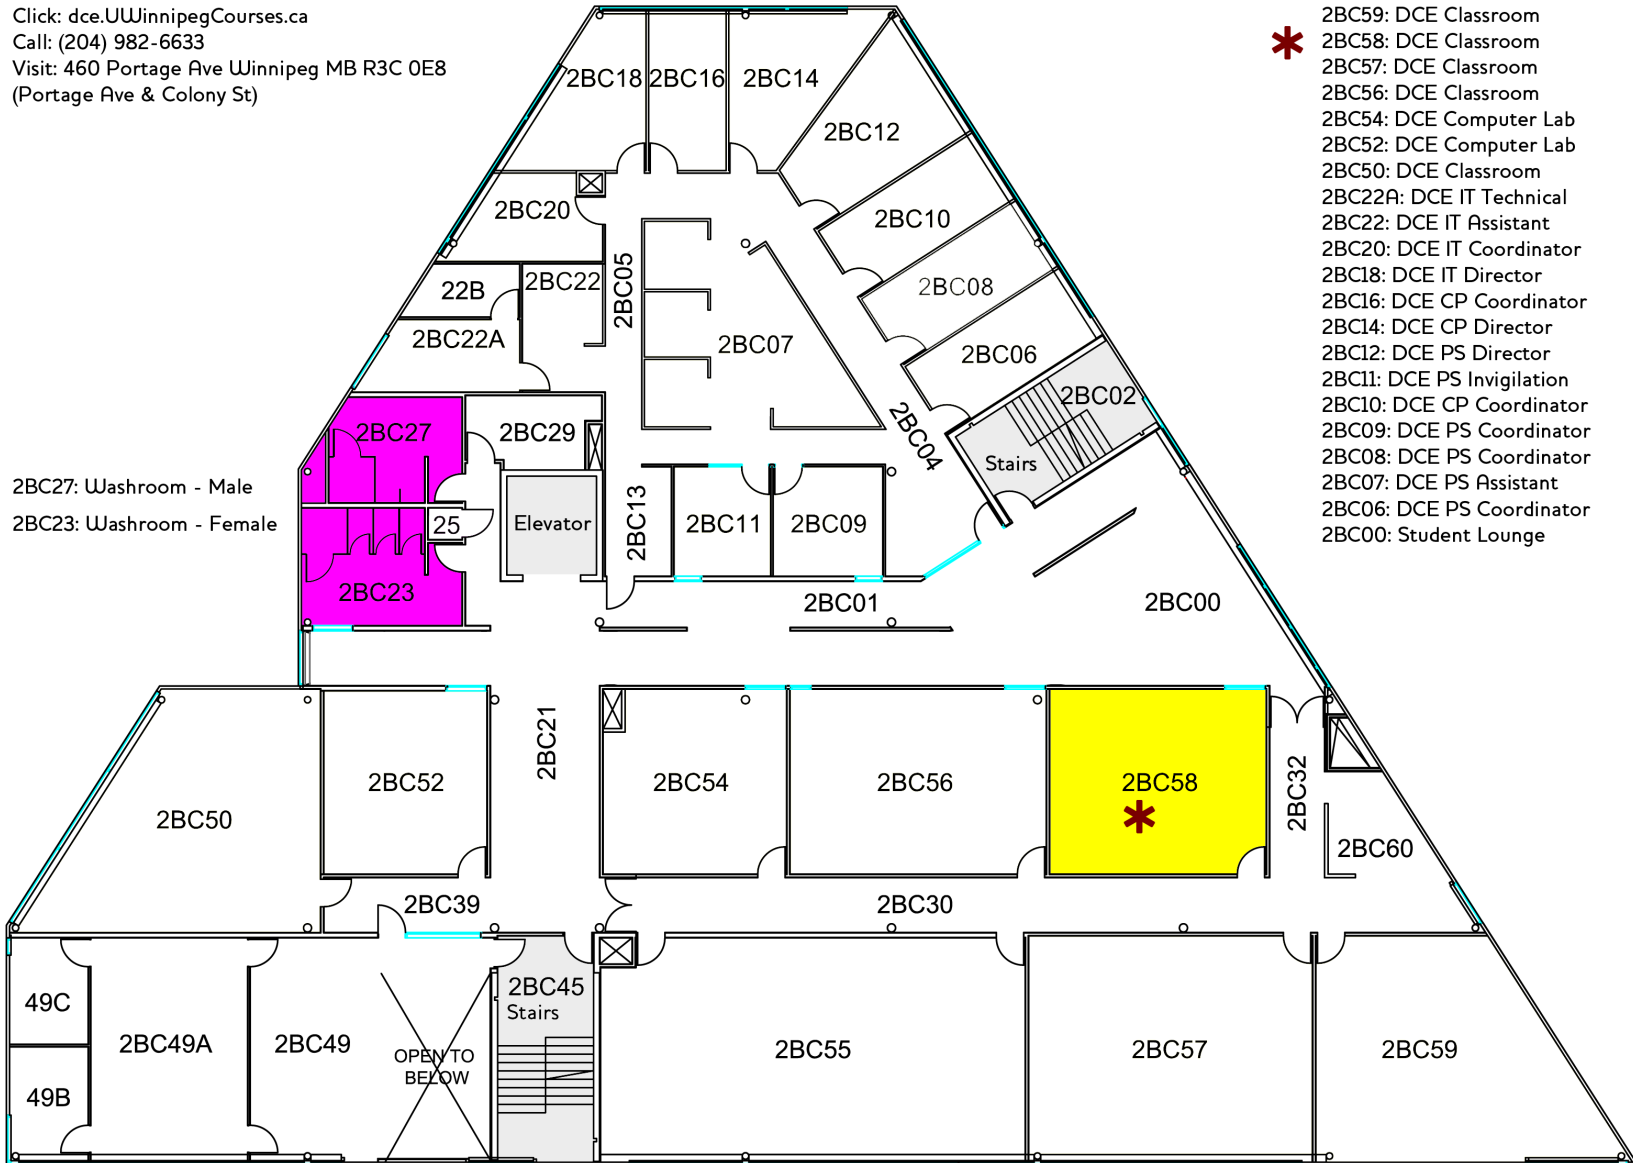 Click: dce.UWinnipegCourses.ca
Call: (204) 982-6633
Visit: 460 Portage Ave Winnipeg MB R3C 0E8
(Portage Ave & Colony St)
2BC59: DCE Classroom
2BC58: DCE Classroom
2BC57: DCE Classroom
2BC56: DCE Classroom
2BC54: DCE Computer Lab
2BC52: DCE Computer Lab
2BC50: DCE Classroom
2BC22A: DCE IT Technical
2BC22: DCE IT Assistant
2BC20: DCE IT Coordinator
2BC18: DCE IT Director
2BC16: DCE CP Coordinator
2BC14: DCE CP Director
2BC12: DCE PS Director
2BC11: DCE PS Invigilation
2BC10: DCE CP Coordinator
2BC09: DCE PS Coordinator
2BC08: DCE PS Coordinator
2BC07: DCE PS Assistant
2BC06: DCE PS Coordinator
2BC00: Student Lounge
2BC27: Washroom - Male
2BC23: Washroom - Female
2BC18
2BC16
2BC14
2BC12
2BC20
2BC10
2BC05
22B
2BC22
2BC08
2BC22A
2BC07
2BC06
2BC02
2BC27
2BC29
2BC04
Stairs
25
Elevator
2BC13
2BC11
2BC09
2BC23
2BC01
2BC00
2BC21
2BC52
2BC54
2BC56
2BC58
2BC32
2BC50
2BC60
2BC39
2BC30
49C
2BC45
Stairs
2BC49A
2BC49
OPEN TO
BELOW
2BC55
2BC57
2BC59
49B